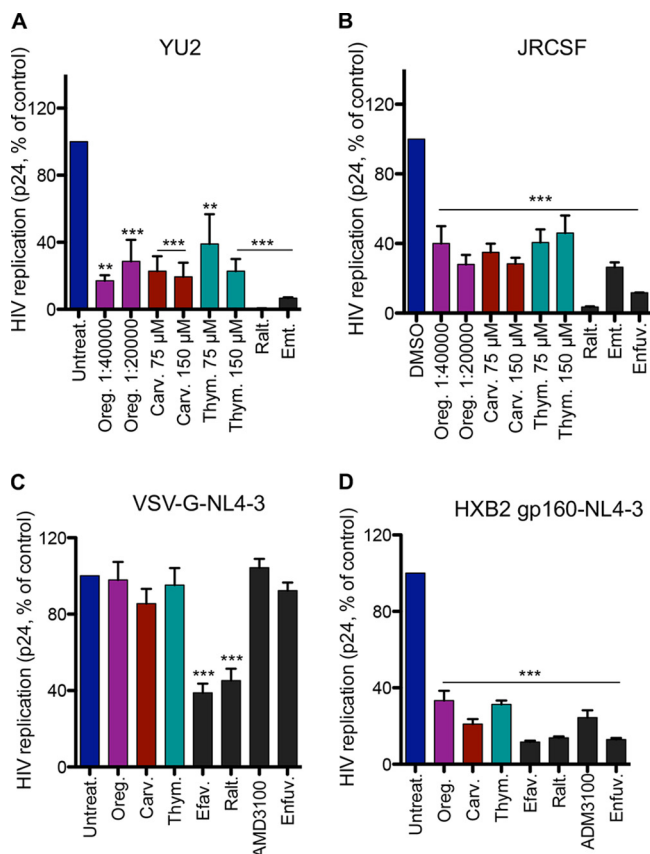 A
YU2
HIV replication (p24, % of control)
120
80
40
0
**
***
***
**
***
Untreat.
Oreg. 1:40000
Oreg. 1:20000
Carv. 75 µM
Carv. 150 µM
Thym. 75 µM
Thym. 150 µM
Ralt.
Emt.
B
JRCSF
HIV replication (p24, % of control)
120
80
40
0
***
DMSO
Oreg. 1:40000
Oreg. 1:20000
Carv. 75 µM
Carv. 150 µM
Thym. 75 µM
Thym. 150 µM
Ralt.
Emt.
Enfuv.
C
VSV-G-NL4-3
HIV replication (p24, % of control)
120
80
40
0
***
***
Untreat.
Oreg.
Carv.
Thym.
Efav.
Ralt.
AMD3100
Enfuv.
D
HXB2 gp160-NL4-3
HIV replication (p24, % of control)
120
80
40
0
***
Untreat.
Oreg.
Carv.
Thym.
Efav.
Ralt.
ADM3100
Enfuv.